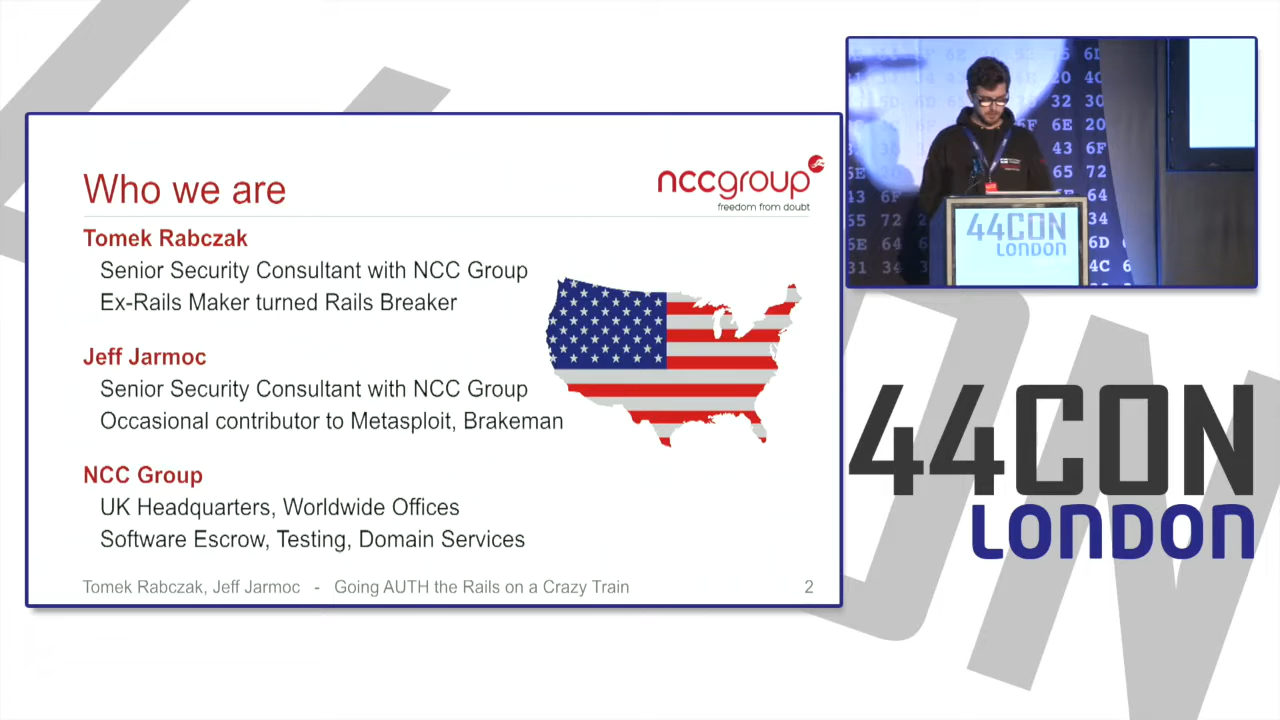 Who we are
nccgroup
freedom from doubt
Tomek Rabczak
Senior Security Consultant with NCC Group
Ex-Rails Maker turned Rails Breaker
Jeff Jarmoc
Senior Security Consultant with NCC Group
Occasional contributor to Metasploit, Brakeman
NCC Group
UK Headquarters, Worldwide Offices
Software Escrow, Testing, Domain Services
Tomek Rabczak, Jeff Jarmoc - Going AUTH the Rails on a Crazy Train
2
44CON
LONDON
44CON
LONDON